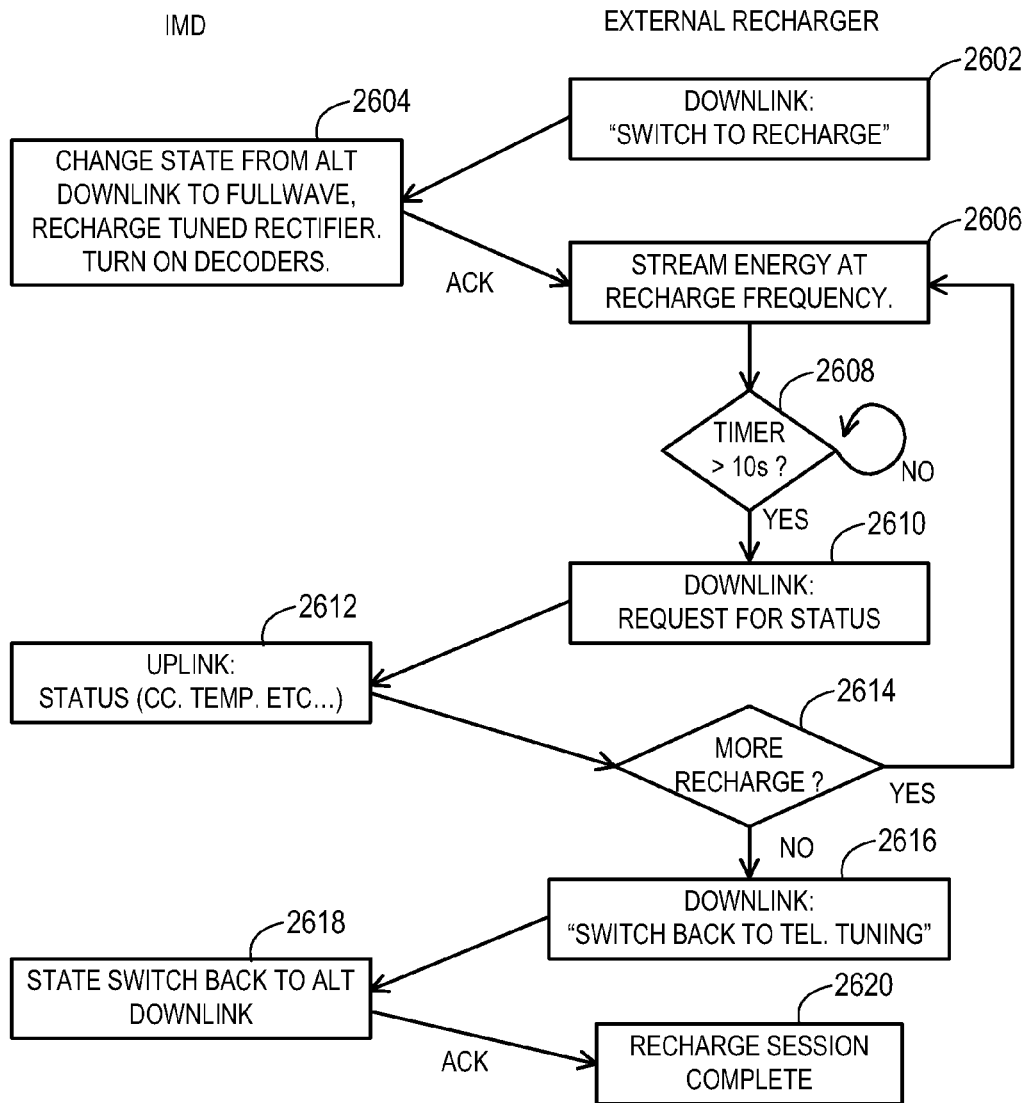 IMD
EXTERNAL RECHARGER
2602
DOWNLINK:
“SWITCH TO RECHARGE”
2604
CHANGE STATE FROM ALT
DOWNLINK TO FULLWAVE,
RECHARGE TUNED RECTIFIER.
TURN ON DECODERS.
ACK
2606
STREAM ENERGY AT
RECHARGE FREQUENCY.
2608
TIMER
> 10s ?
NO
YES
2610
DOWNLINK:
REQUEST FOR STATUS
2612
UPLINK:
STATUS (CC. TEMP. ETC...)
2614
MORE
RECHARGE ?
YES
NO
2616
DOWNLINK:
“SWITCH BACK TO TEL. TUNING”
2618
STATE SWITCH BACK TO ALT
DOWNLINK
ACK
2620
RECHARGE SESSION
COMPLETE